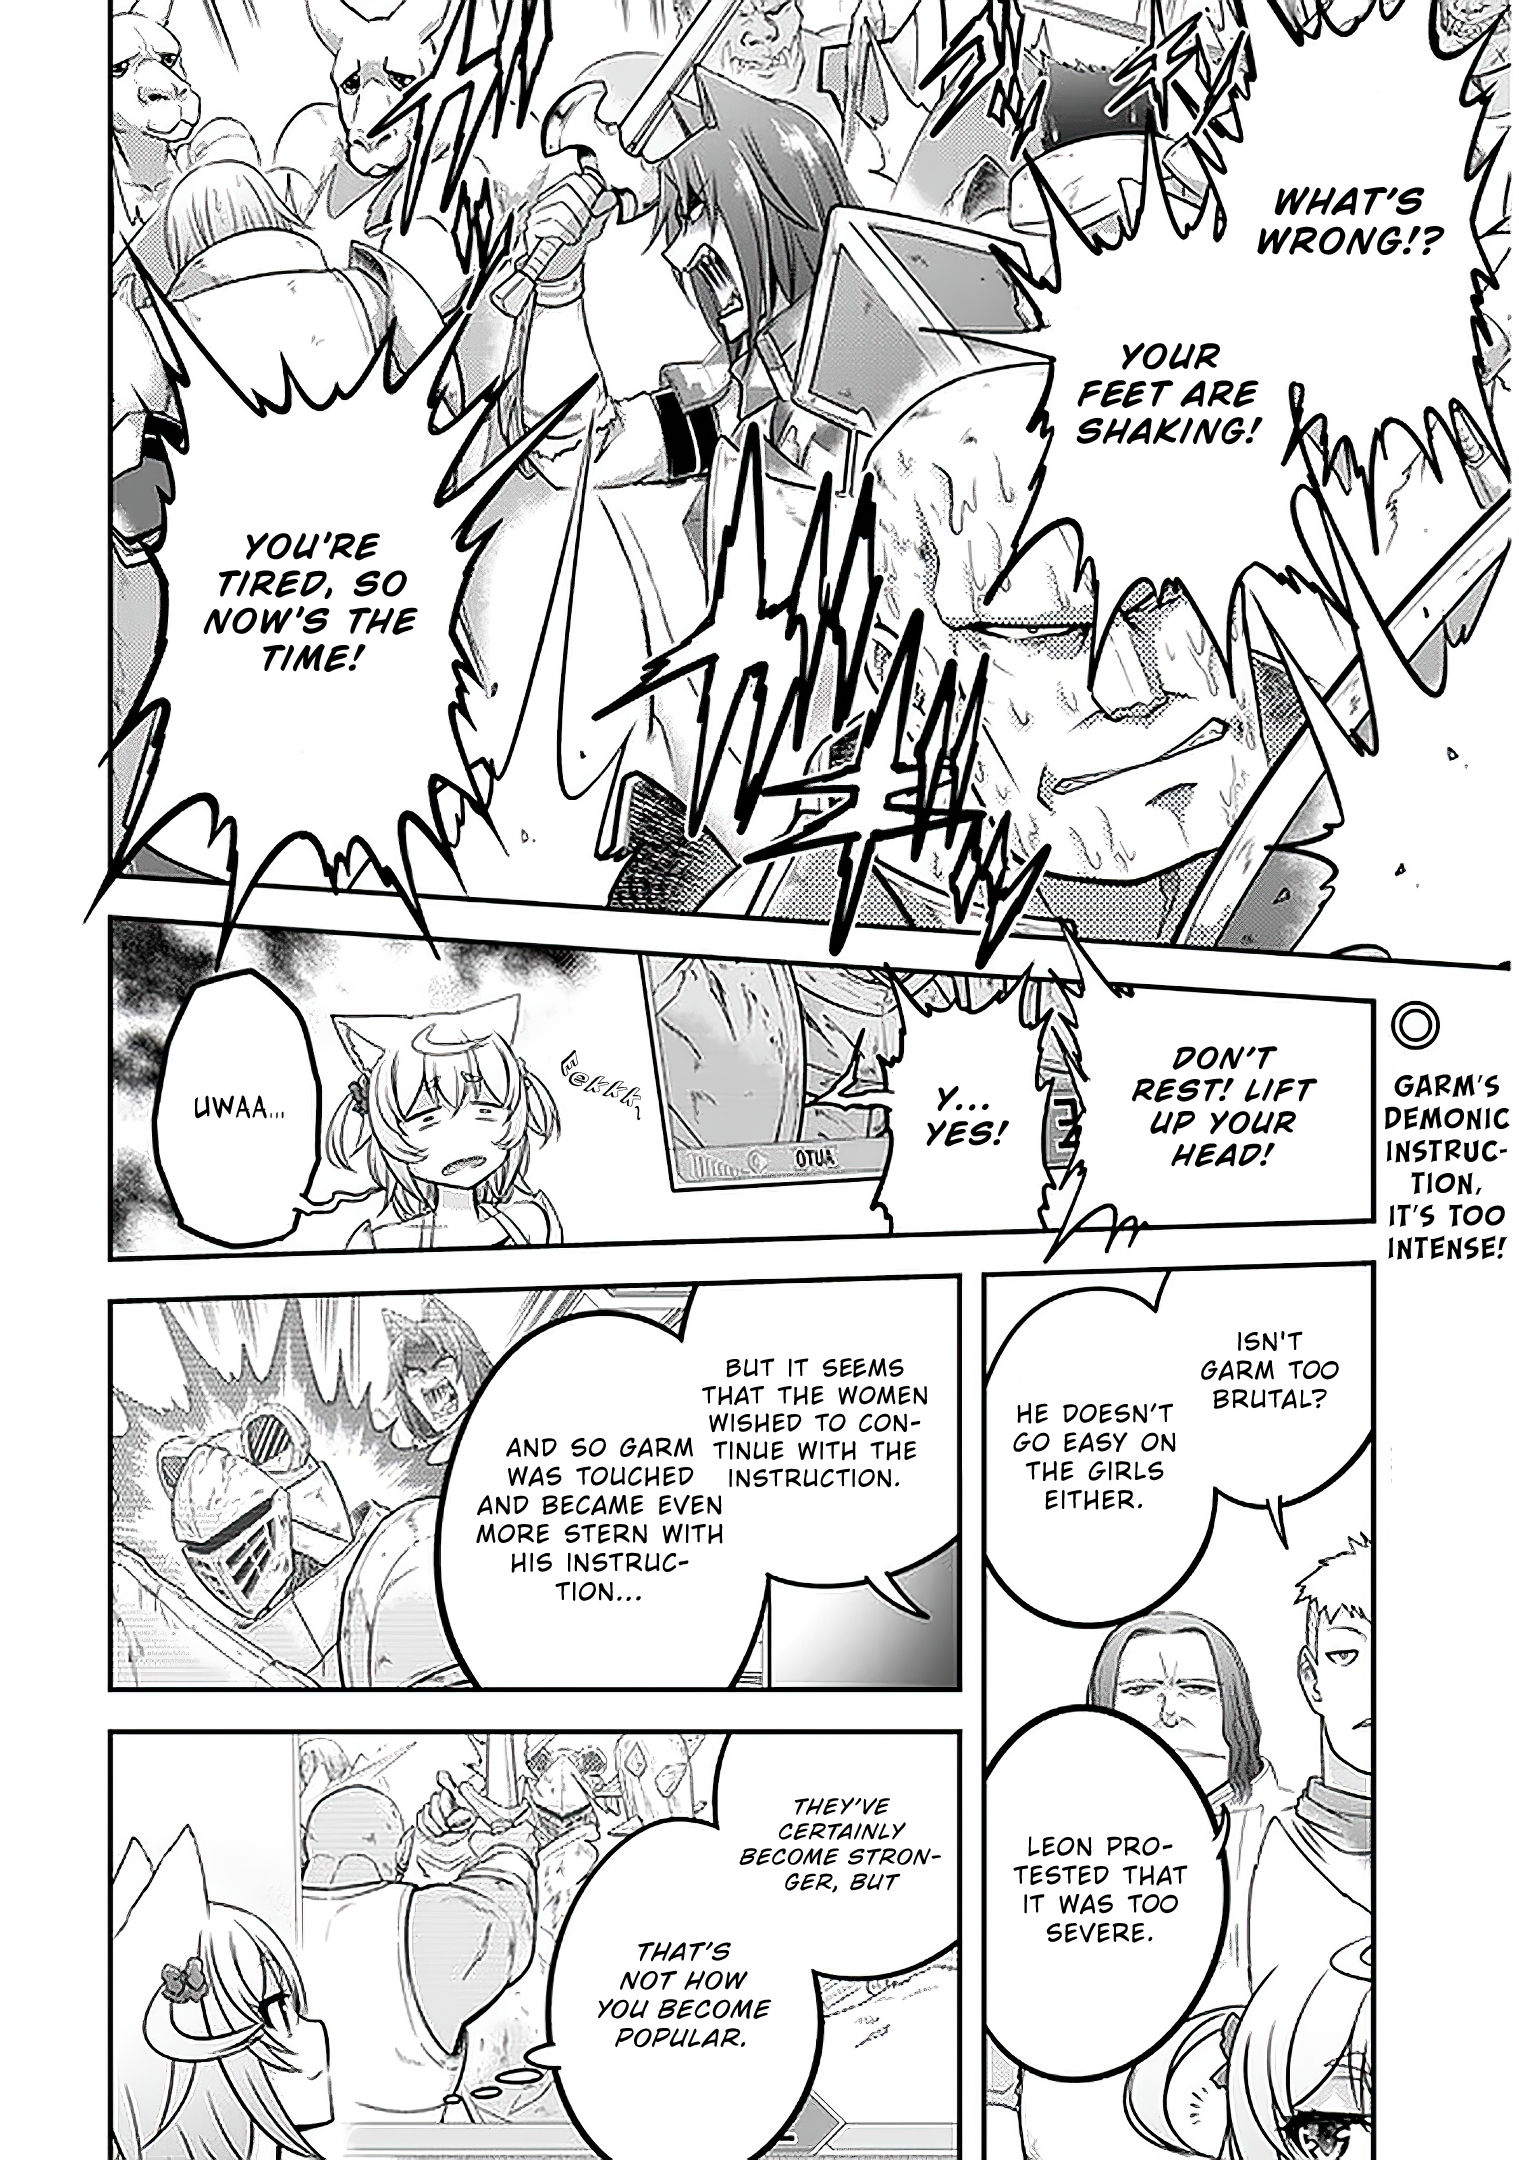 WHAT'S
WRONG!?
YOUR
FEET ARE
SHAKING!
YOU'RE
TIRED, SO
NOW'S THE
TIME!
GARM'S
DEMONIC
INSTRUC-
TION,
IT'S TOO
INTENSE!
DON'T
REST! LIFT
UP YOUR
HEAD!
Y...
YES!
OTUA
Eekkk,
UWAA...
ISN'T
GARM TOO
BRUTAL?
HE DOESN'T
GO EASY ON
THE GIRLS
EITHER.
LEON PRO-
TESTED THAT
IT WAS TOO
SEVERE.
BUT IT SEEMS
THAT THE WOMEN
WISHED TO CON-
TINUE WITH THE
INSTRUCTION.
AND SO GARM
WAS TOUCHED
AND BECAME EVEN
MORE STERN WITH
HIS INSTRUC-
TION...
THEY'VE
CERTAINLY
BECOME STRON-
GER, BUT
THAT'S
NOT HOW
YOU BECOME
POPULAR.